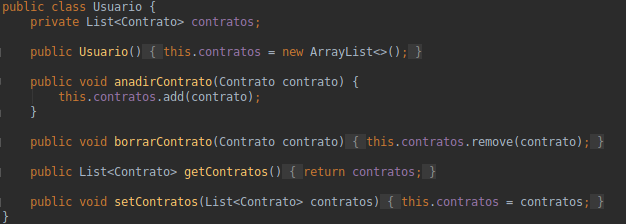 public class Usuario {
private List<Contrato> contratos;
public Usuario() { this.contratos = new ArrayList<>(); }
public void anadirContrato(Contrato contrato) {
this.contratos.add(contrato);
}
public void borrarContrato(Contrato contrato) { this.contratos.remove(contrato); }
public List<Contrato> getContratos() { return contratos; }
public void setContratos(List<Contrato> contratos) { this.contratos = contratos; }
}